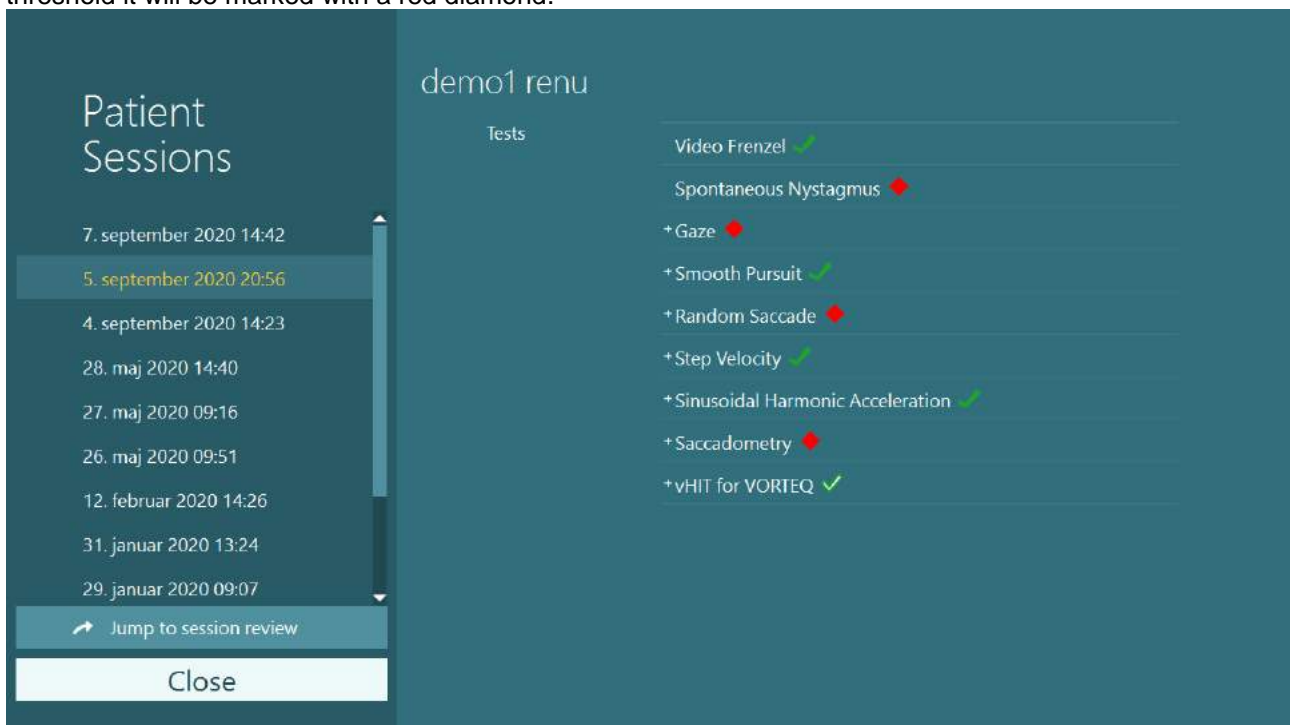 threshold it will be marked with a red diamond.
Patient
Sessions
7. september 2020 14:42
5. september 2020 20:56
4. september 2020 14:23
28. maj 2020 14:40
27. maj 2020 09:16
26. maj 2020 09:51
12. februar 2020 14:26
31. januar 2020 13:24
29. januar 2020 09:07
Jump to session review
Close
demo1 renu
Tests
Video Frenzel
Spontaneous Nystagmus
+Gaze
+Smooth Pursuit
+Random Saccade
+Step Velocity
+Sinusoidal Harmonic Acceleration
+Saccadometry
+vHIT for VORTEQ